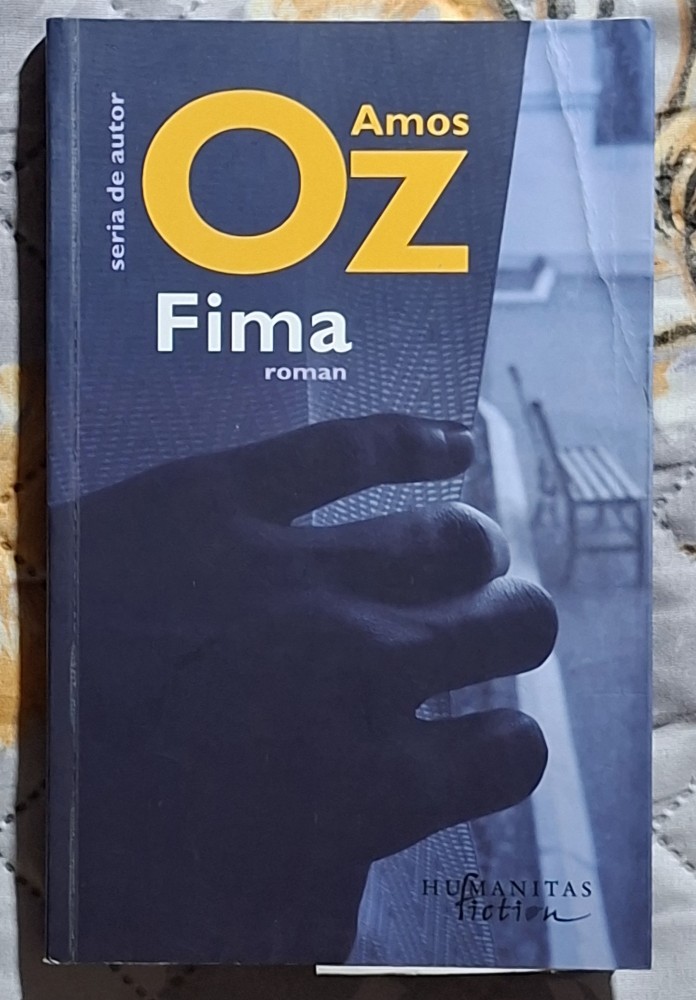 seria de autor
Amos
Oz
Fima
roman
HUMANITAS
fiction